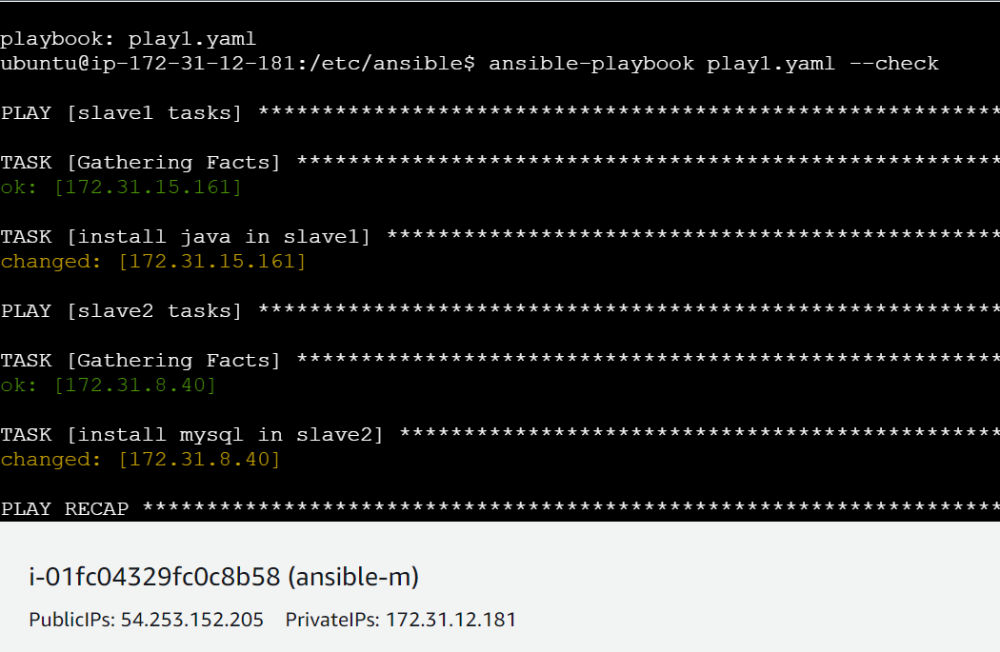 playbook: play1.yaml
ubuntu@ip-172-31-12-181:/etc/ansible$ ansible-playbook play1.yaml --check
PLAY [slave1 tasks] **********************************************************
TASK [Gathering Facts] *******************************************************
ok: [172.31.15.161]
TASK [install java in slave1] ************************************************
changed: [172.31.15.161]
PLAY [slave2 tasks] **********************************************************
TASK [Gathering Facts] *******************************************************
ok: [172.31.8.40]
TASK [install mysql in slave2] ***********************************************
changed: [172.31.8.40]
PLAY RECAP *******************************************************************
i-01fc04329fc0c8b58 (ansible-m)
PublicIPs: 54.253.152.205 PrivateIPs: 172.31.12.181